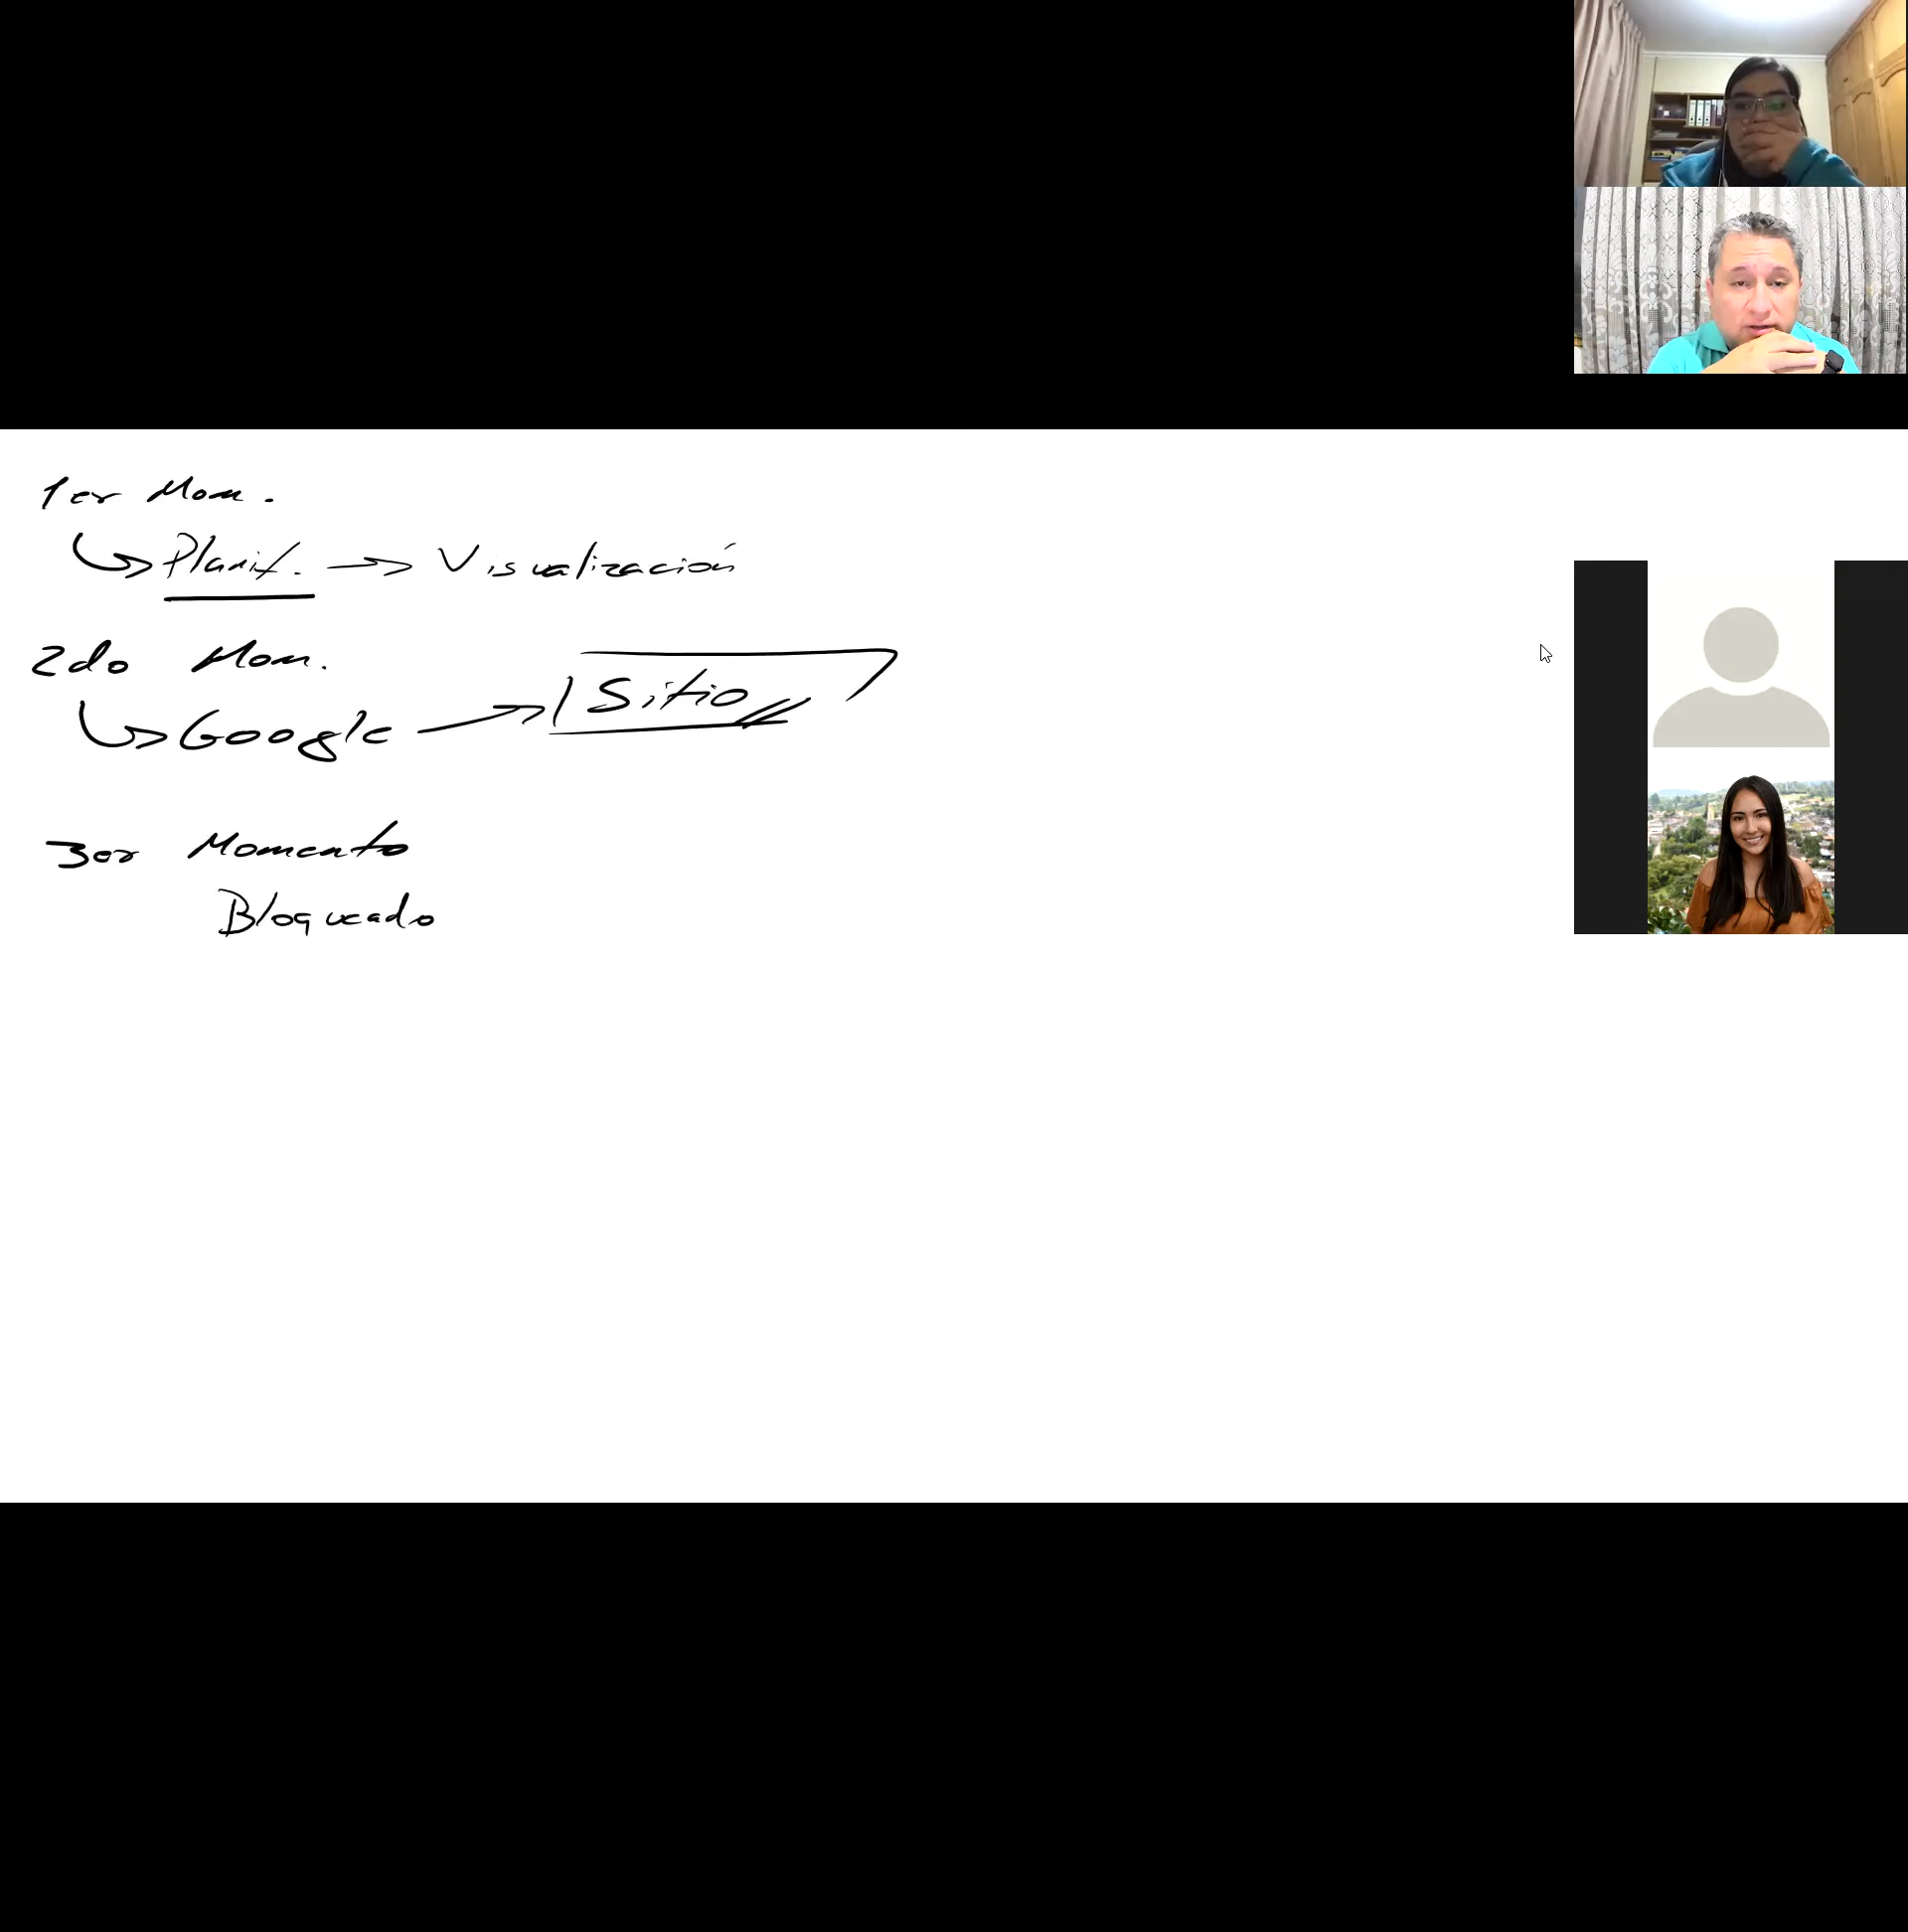 1er Mom.
Planif. → Visualización
2do Mom.
Google → Sitio
3er Momento
Bloqueado